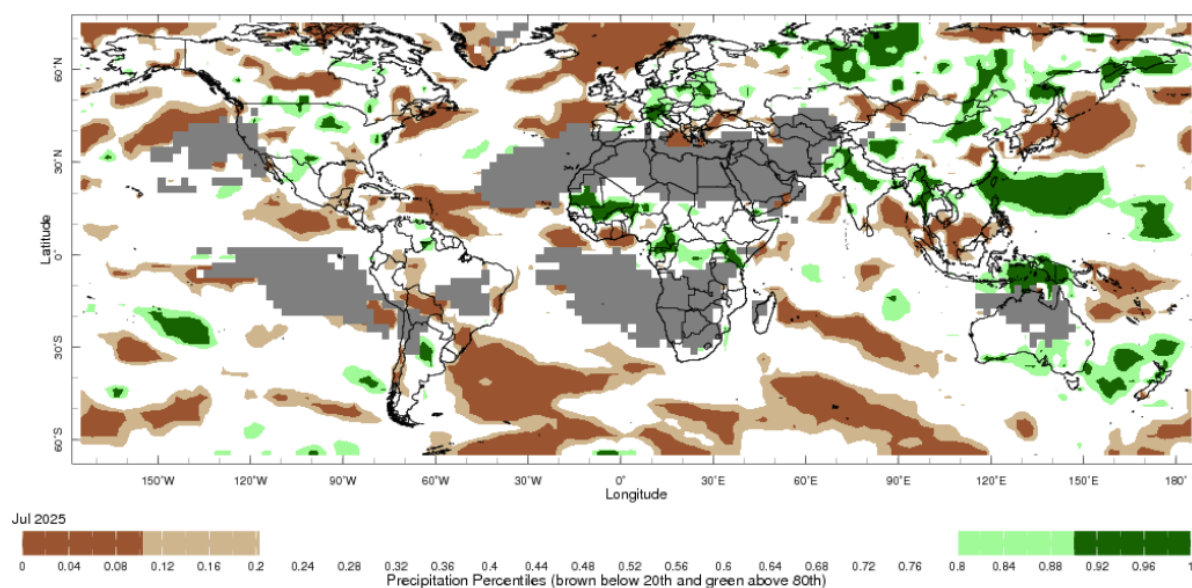 60°N
30°N
0°
30°S
60°S
Latitude
150°W 120°W 90°W 60°W 30°W 0° 30°E 60°E 90°E 120°E 150°E 180°
Longitude
Jul 2025
0 0.04 0.08 0.12 0.16 0.2 0.24 0.28 0.32 0.36 0.4 0.44 0.48 0.52 0.56 0.6 0.64 0.68 0.72 0.76 0.8 0.84 0.88 0.92 0.96 1
Precipitation Percentiles (brown below 20th and green above 80th)